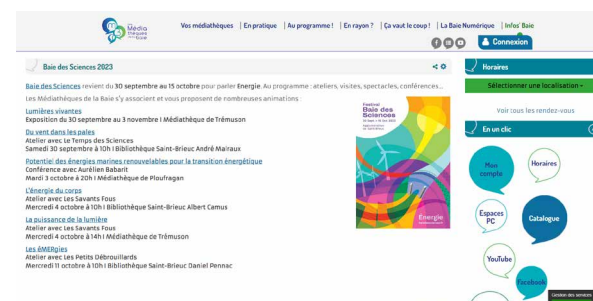 Média
thèques
de la
Baie
Vos médiathèques | En pratique | Au programme ! | En rayon ? | Ça vaut le coup ! | La Baie Numérique | Infos' Baie
Connexion
Baie des Sciences 2023
Baie des Sciences revient du 30 septembre au 15 octobre pour parler Energie. Au programme : ateliers, visites, spectacles, conférences...
Les Médiathèques de la Baie s'y associent et vous proposent de nombreuses animations
Lumières vivantes
Exposition du 30 septembre au 3 novembre I Médiathèque de Trémuson
Du vent dans les pales
Atelier avec Le Temps des Sciences
Samedi 30 septembre à 10h I Bibliothèque Saint-Brieuc André Malraux
Potentiel des énergies marines renouvelables pour la transition énergétique
Conférence avec Aurélien Babarit
Mardi 3 octobre à 20h I Médiathèque de Ploufragan
L'énergie du corps
Atelier avec Les Savants Fous
Mercredi 4 octobre à 10h I Bibliothèque Saint-Brieuc Albert Camus
La puissance de la lumière
Atelier avec Les Savants Fous
Mercredi 4 octobre à 14h I Médiathèque de Trémuson
Les éMERgies
Atelier avec Les Petits Débrouillards
Mercredi 11 octobre à 10h I Bibliothèque Saint-Brieuc Daniel Pennac
Festival
Baie des
Sciences
Energie
Horaires
Sélectionner une localisation
Voir tous les rendez-vous
En un clic
Mon
compte
Horaires
Espaces
PC
Catalogue
YouTube
Facebook
Gestion des services